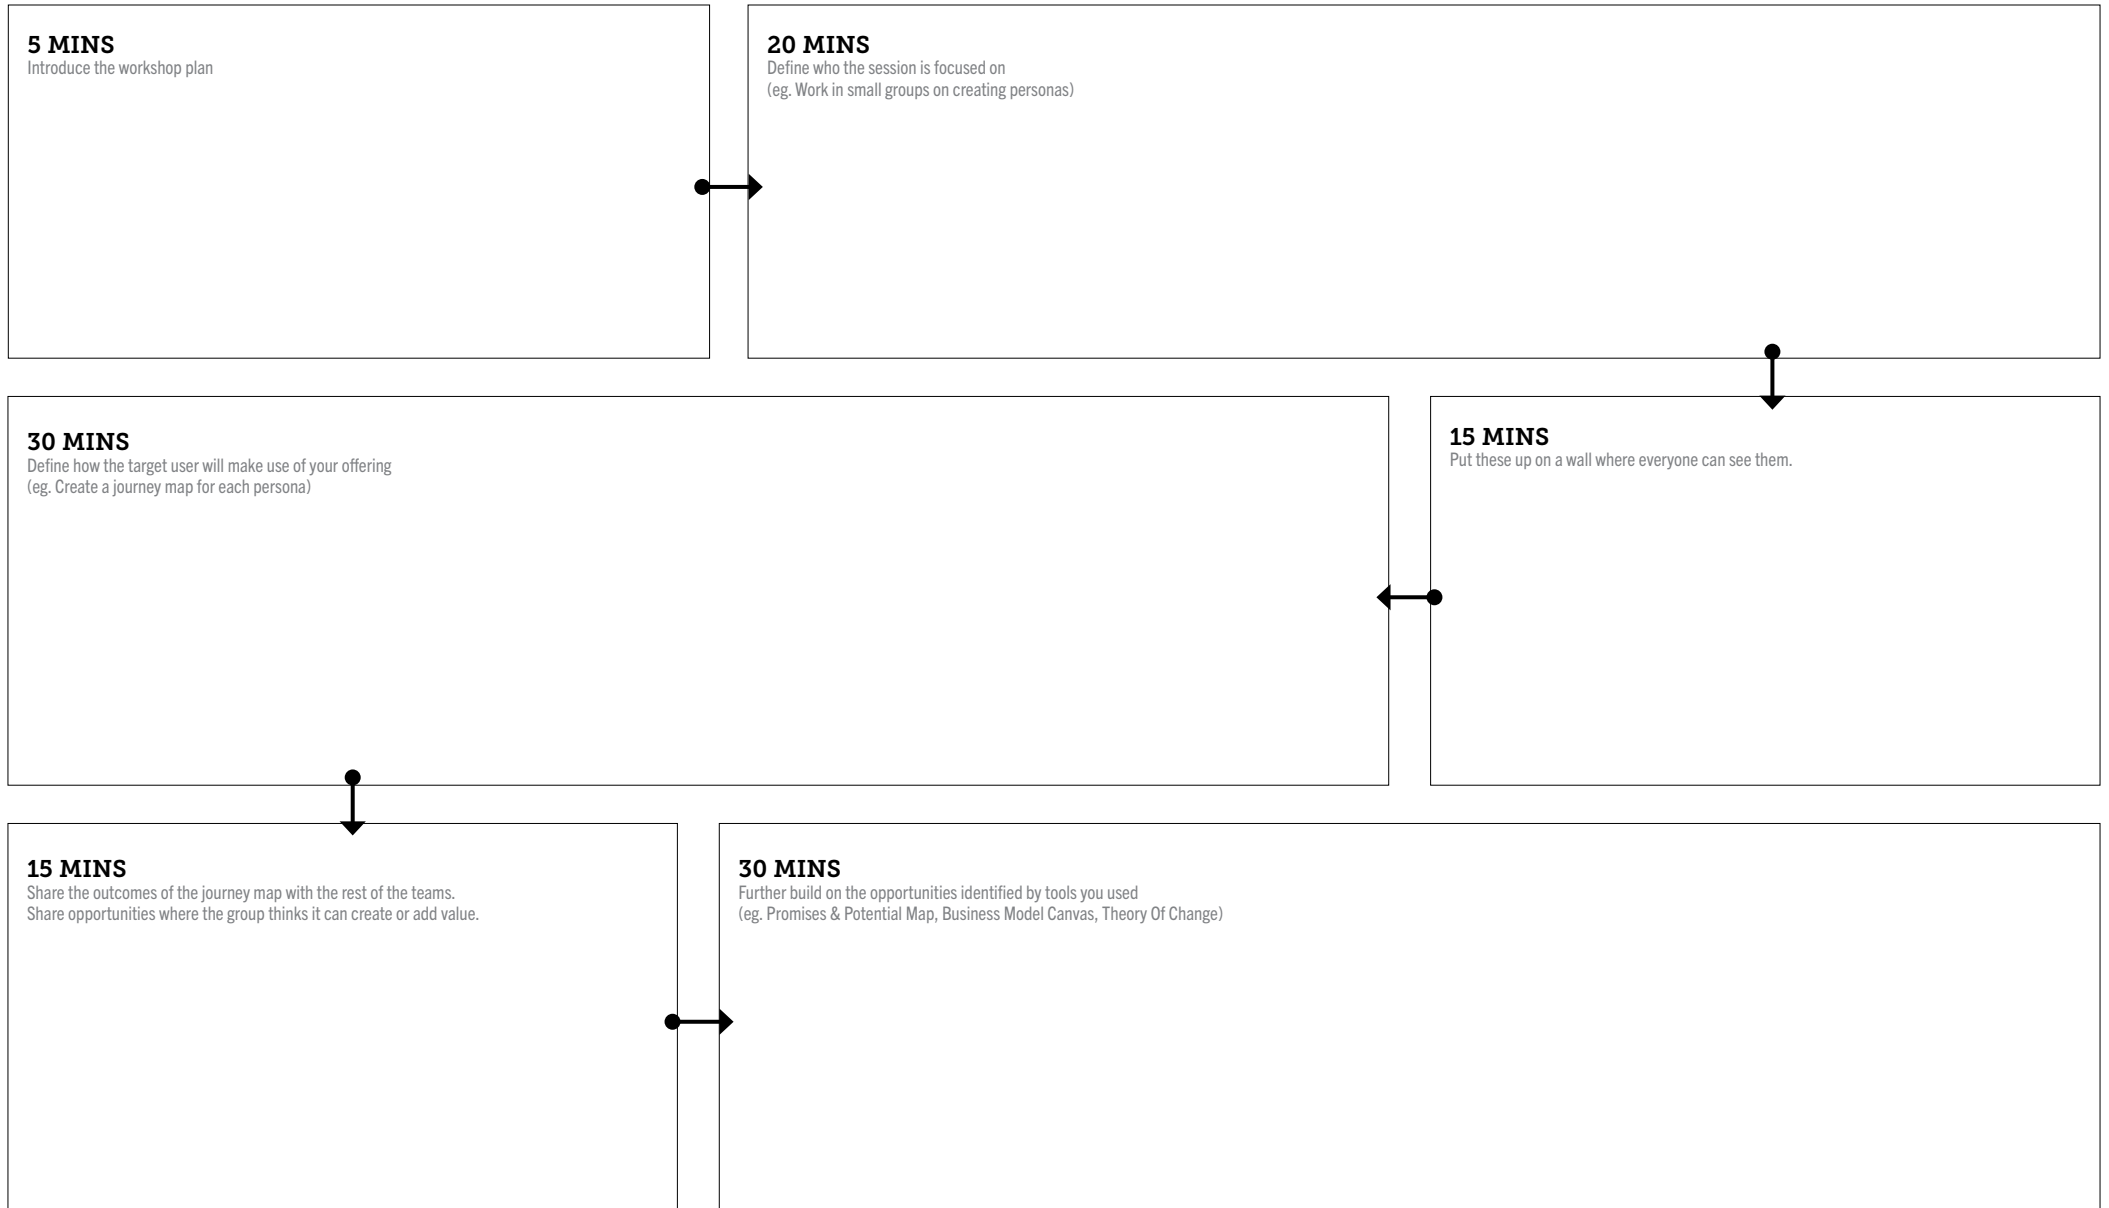 5 MINS
Introduce the workshop plan
20 MINS
Define who the session is focused on
(eg. Work in small groups on creating personas)
15 MINS
Put these up on a wall where everyone can see them.
30 MINS
Define how the target user will make use of your offering
(eg. Create a journey map for each persona)
15 MINS
Share the outcomes of the journey map with the rest of the teams.
Share opportunities where the group thinks it can create or add value.
30 MINS
Further build on the opportunities identified by tools you used
(eg. Promises & Potential Map, Business Model Canvas, Theory Of Change)